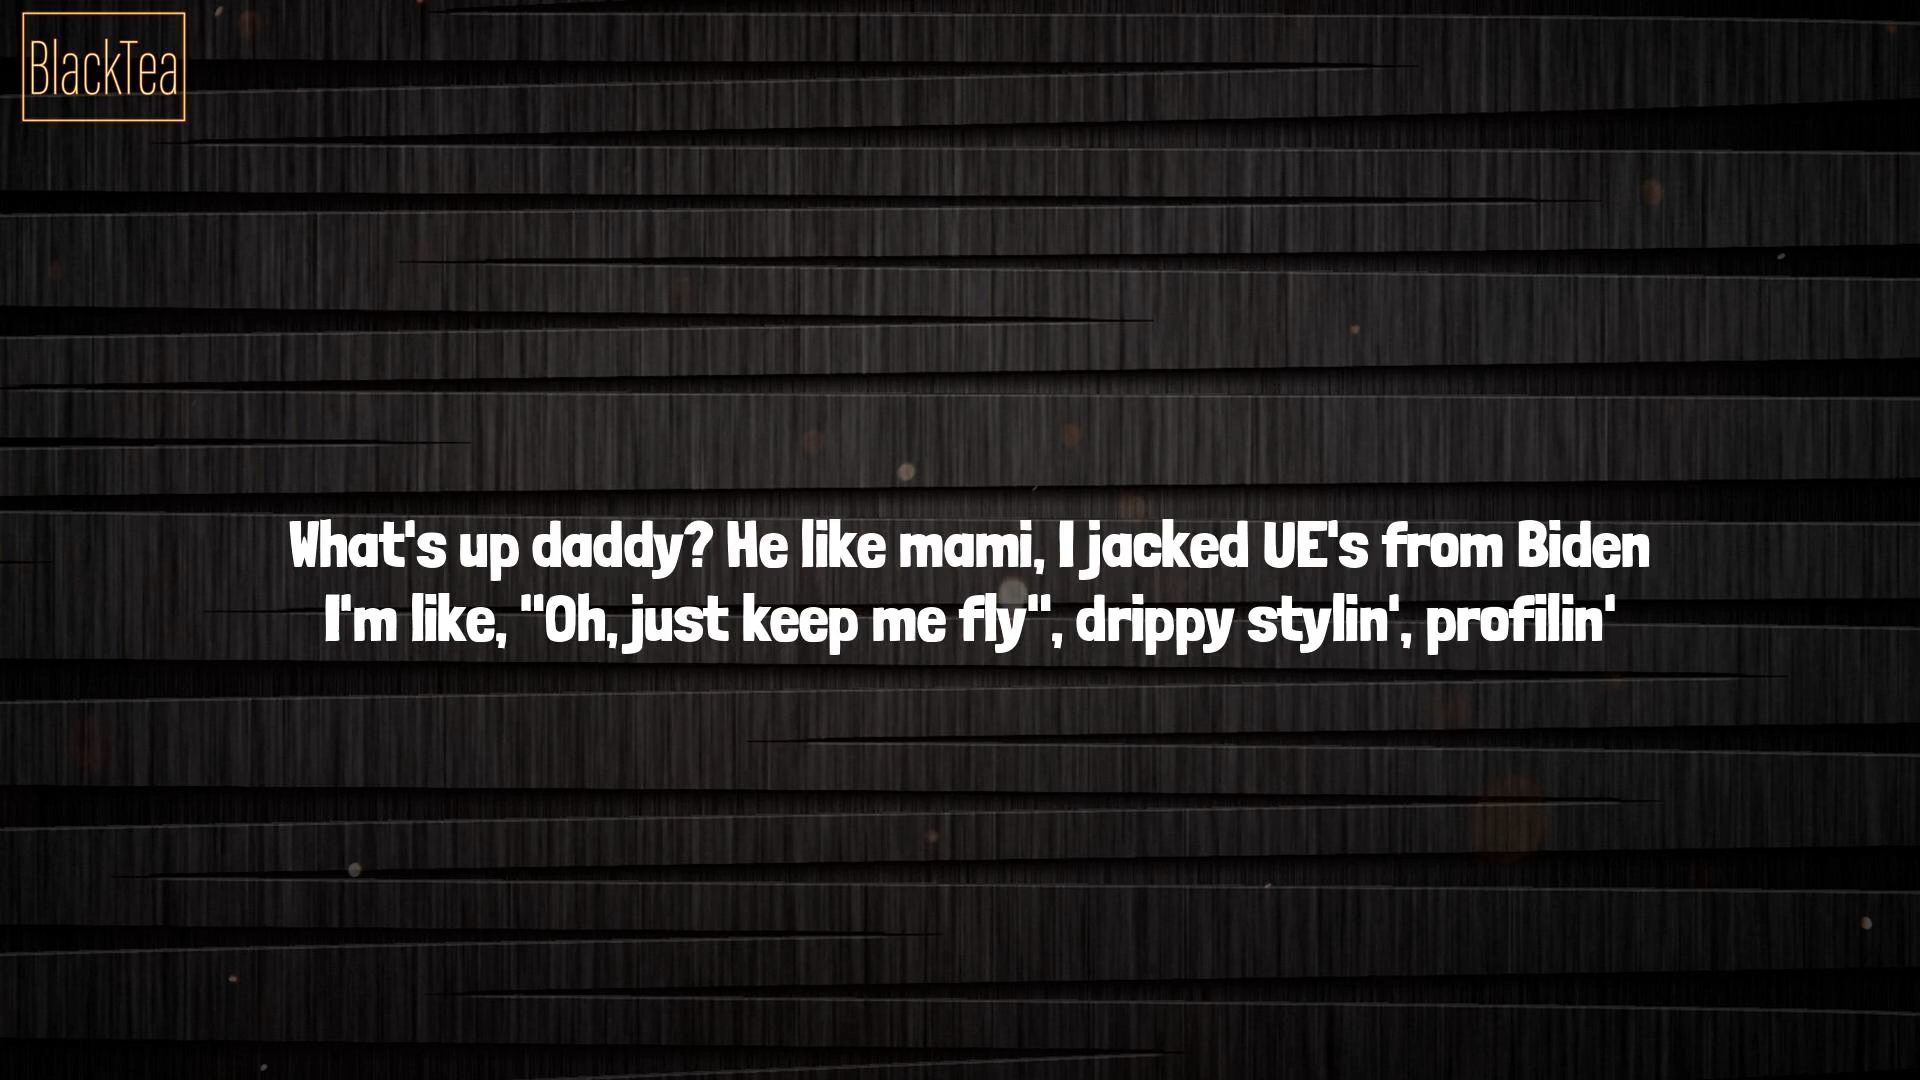 BlackTea
What's up daddy? He like mami, I jacked UE's from Biden
I'm like, "Oh, just keep me fly", drippy stylin', profilin'